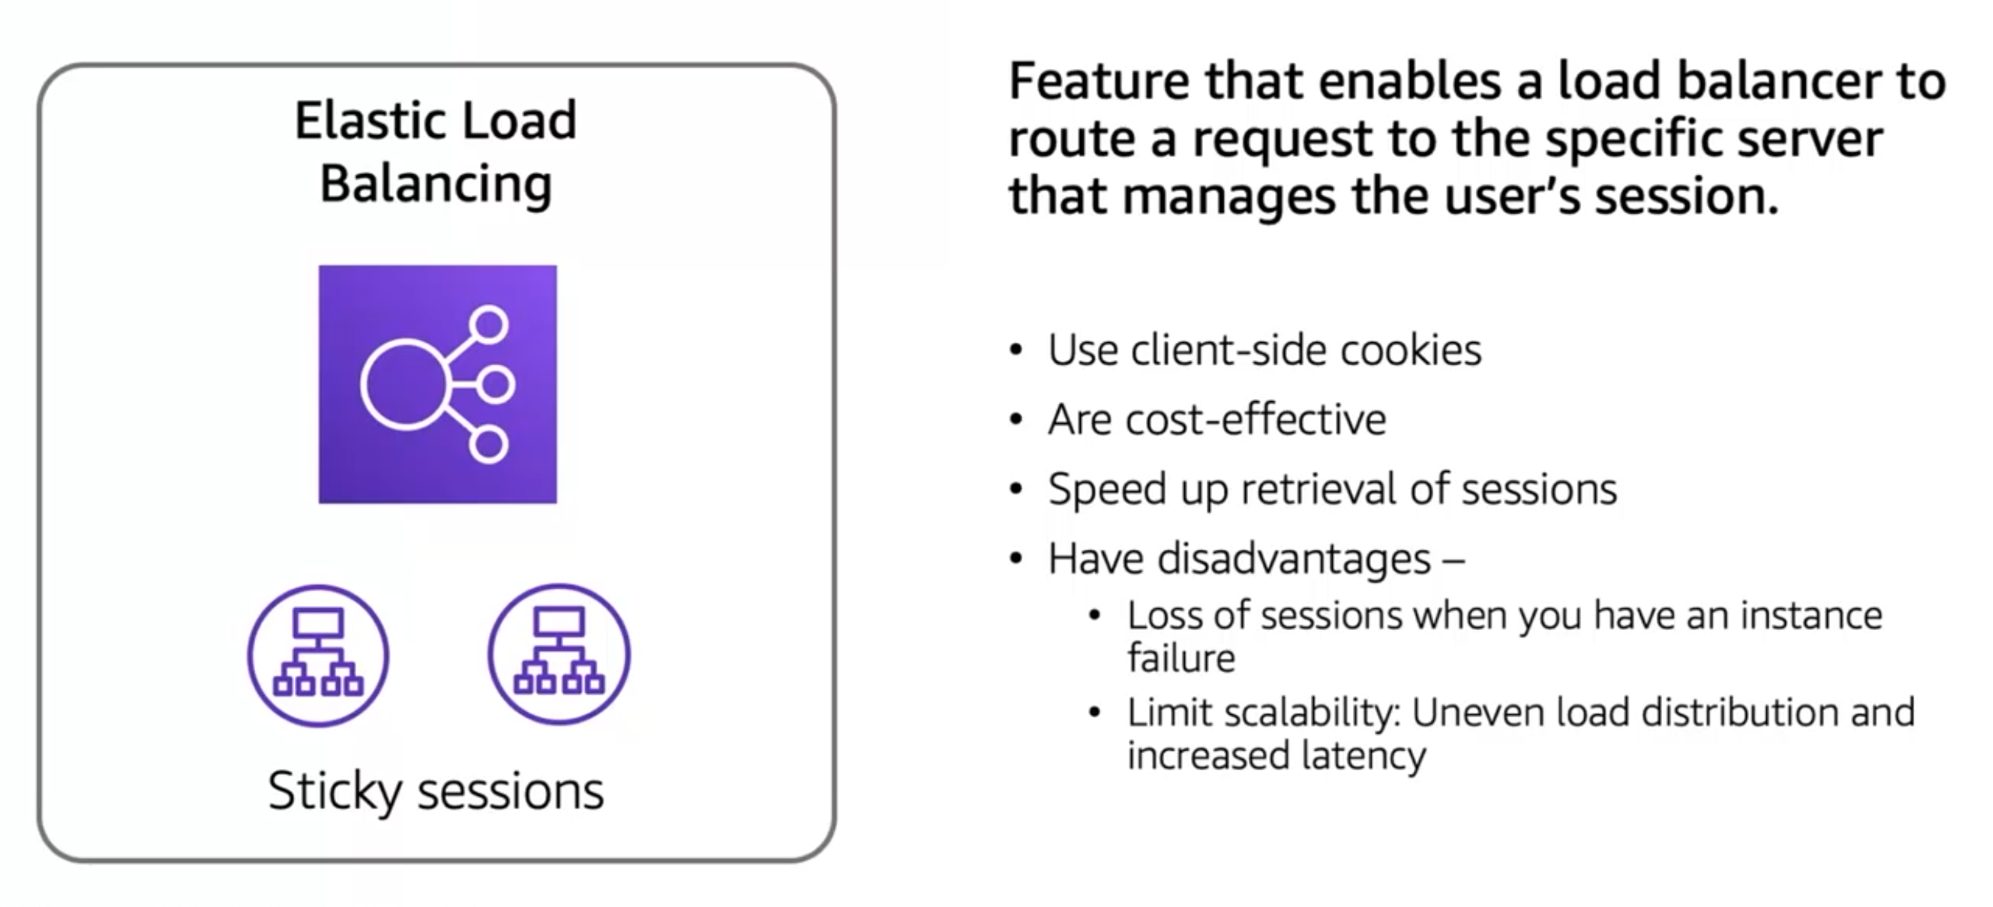 Elastic Load
Balancing
Sticky sessions
Feature that enables a load balancer to
route a request to the specific server
that manages the user’s session.
• Use client-side cookies
• Are cost-effective
• Speed up retrieval of sessions
• Have disadvantages –
• Loss of sessions when you have an instance
failure
• Limit scalability: Uneven load distribution and
increased latency